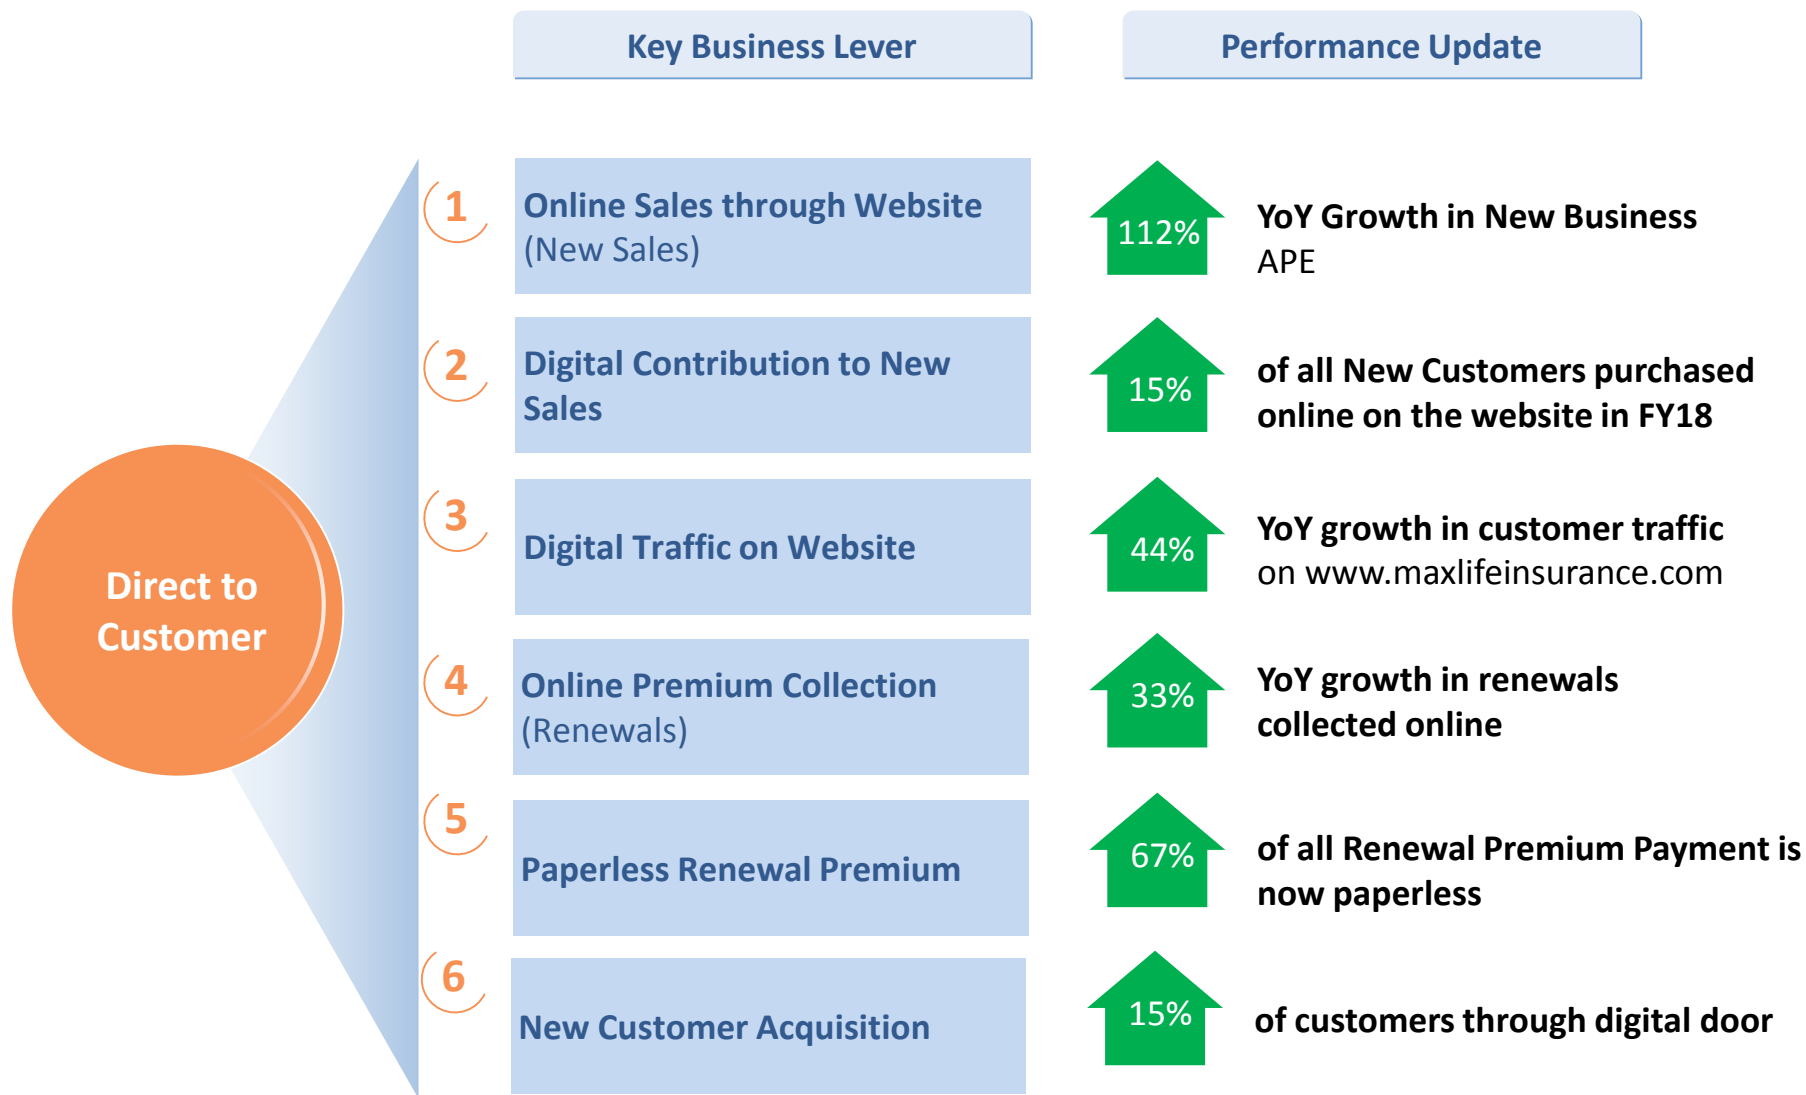 Key Business Lever
Performance Update
Direct to
Customer
1
Online Sales through Website
(New Sales)
112%
YoY Growth in New Business
APE
2
Digital Contribution to New
Sales
15%
of all New Customers purchased
online on the website in FY18
3
Digital Traffic on Website
44%
YoY growth in customer traffic
on www.maxlifeinsurance.com
4
Online Premium Collection
(Renewals)
33%
YoY growth in renewals
collected online
5
Paperless Renewal Premium
67%
of all Renewal Premium Payment is
now paperless
6
New Customer Acquisition
15%
of customers through digital door